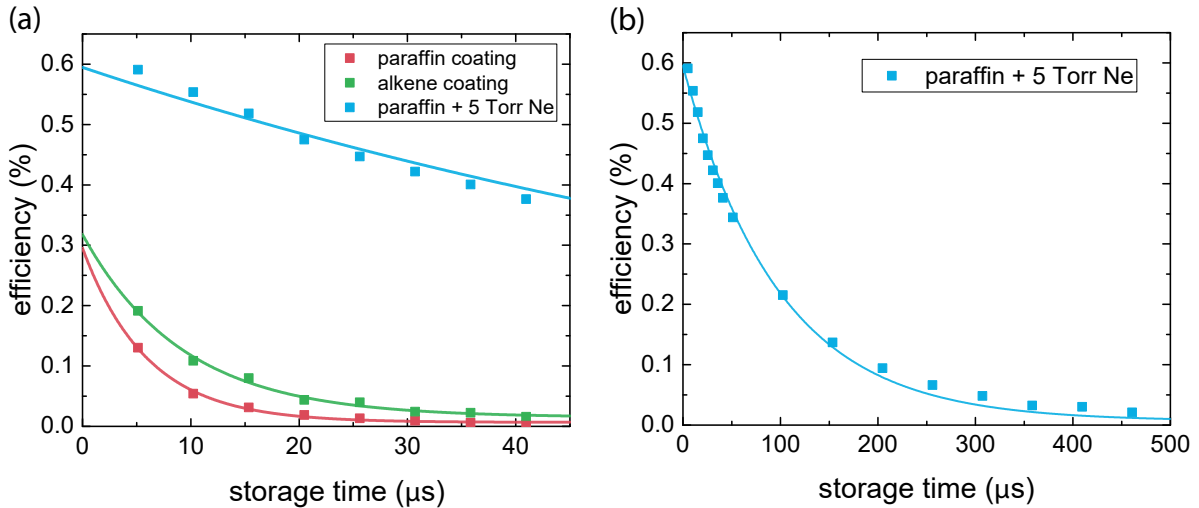 (a)
efficiency (%)
0.6
0.5
0.4
0.3
0.2
0.1
0.0
paraffin coating
alkene coating
paraffin + 5 Torr Ne
0 10 20 30 40
storage time (µs)
(b)
efficiency (%)
0.6
0.5
0.4
0.3
0.2
0.1
0.0
paraffin + 5 Torr Ne
0 100 200 300 400 500
storage time (µs)